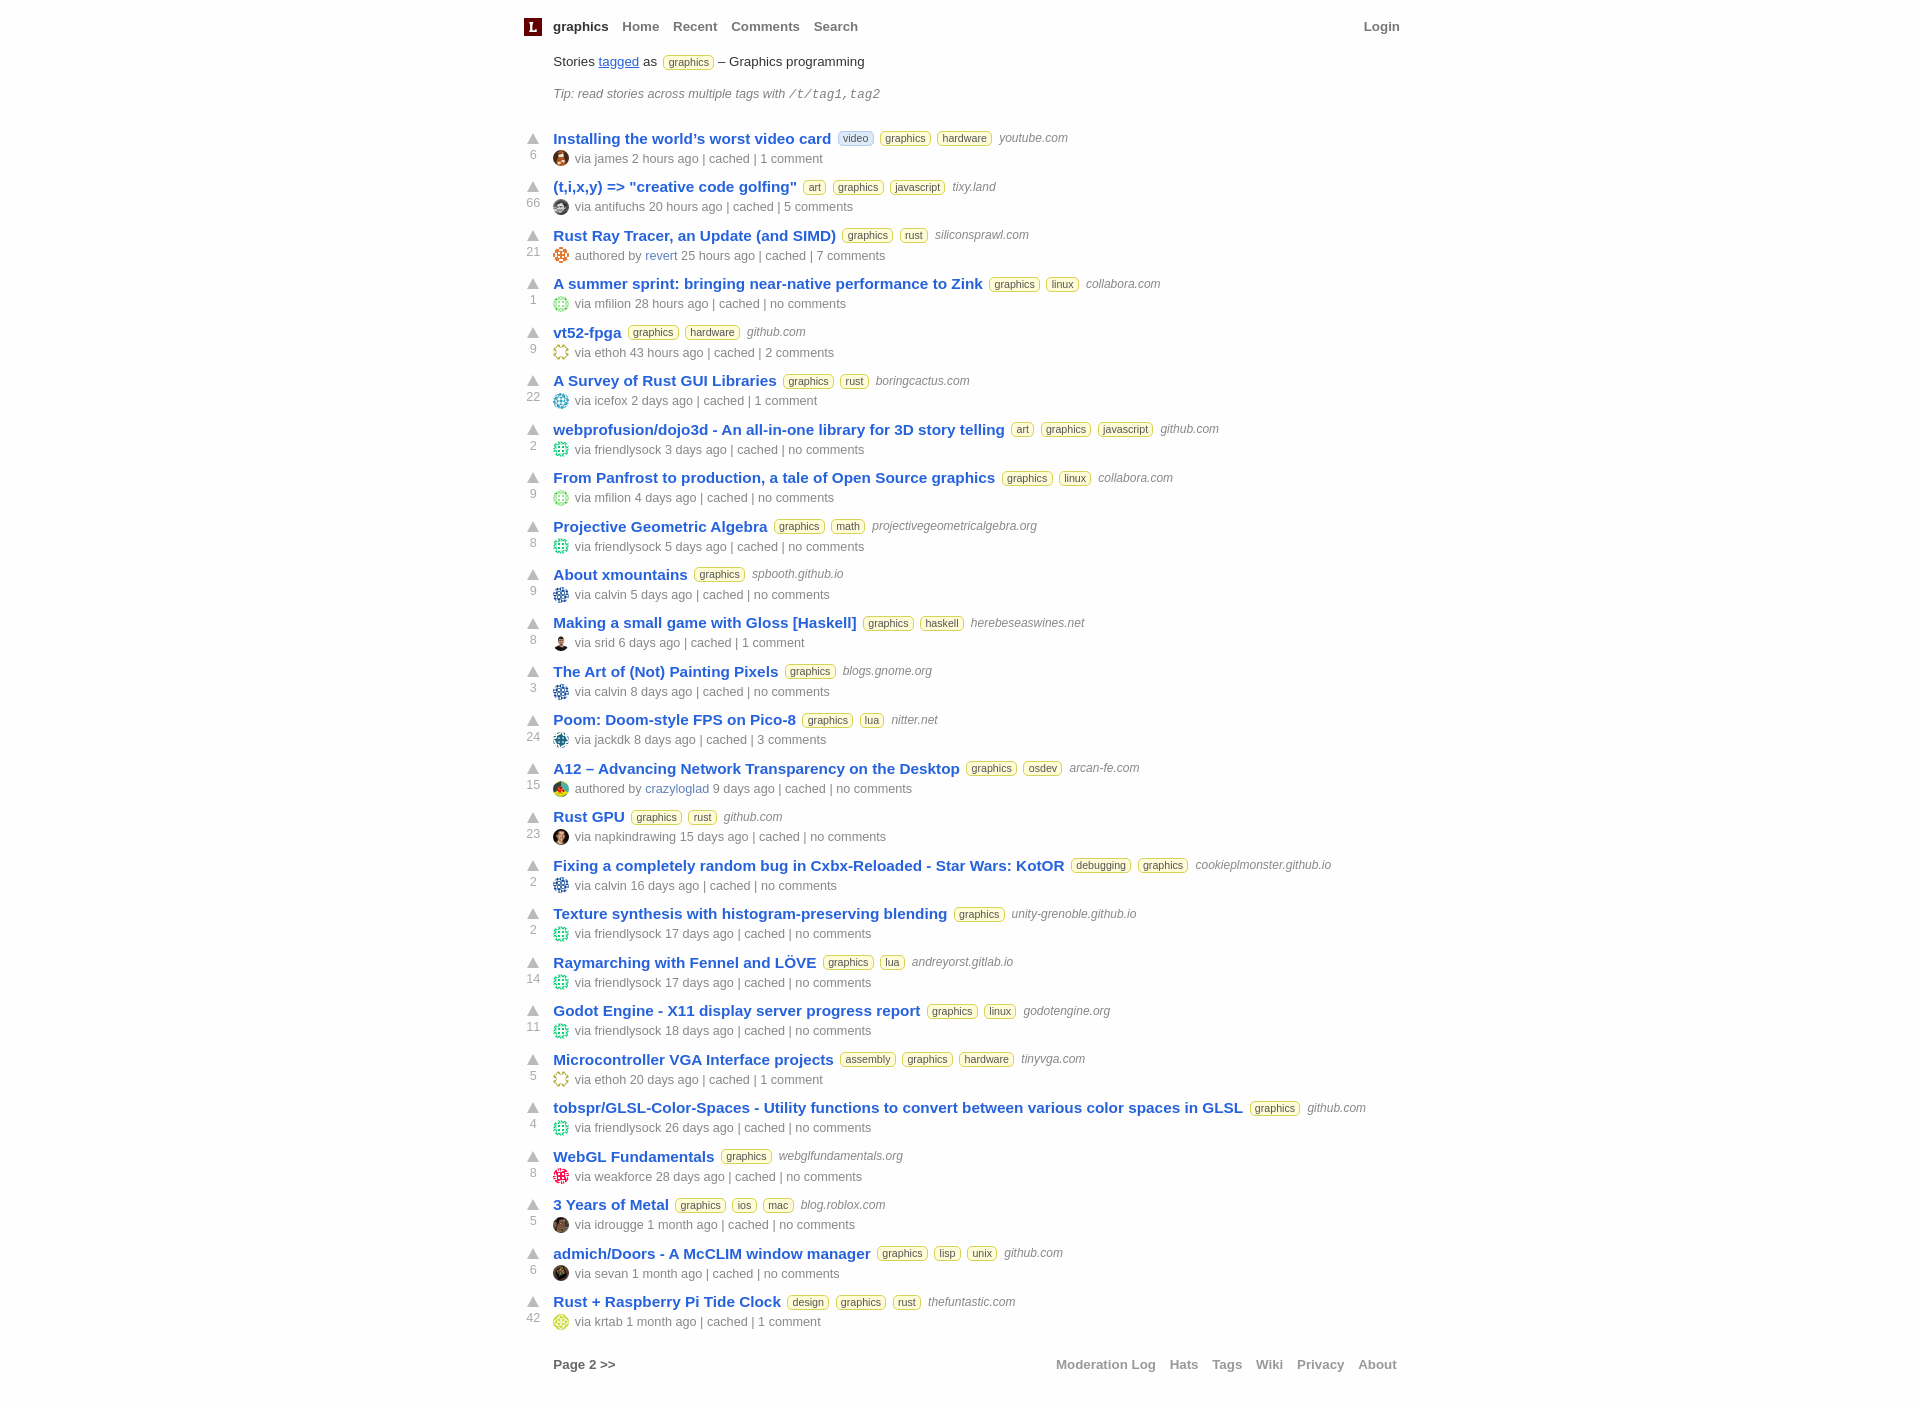 L graphics Home Recent Comments Search Login
Stories tagged as graphics – Graphics programming
Tip: read stories across multiple tags with /t/tag1,tag2
Installing the world’s worst video card video graphics hardware youtube.com
6 via james 2 hours ago | cached | 1 comment
(t,i,x,y) => "creative code golfing" art graphics javascript tixy.land
66 via antifuchs 20 hours ago | cached | 5 comments
Rust Ray Tracer, an Update (and SIMD) graphics rust siliconsprawl.com
21 authored by revert 25 hours ago | cached | 7 comments
A summer sprint: bringing near-native performance to Zink graphics linux collabora.com
1 via mfilion 28 hours ago | cached | no comments
vt52-fpga graphics hardware github.com
9 via ethoh 43 hours ago | cached | 2 comments
A Survey of Rust GUI Libraries graphics rust boringcactus.com
22 via icefox 2 days ago | cached | 1 comment
webprofusion/dojo3d - An all-in-one library for 3D story telling art graphics javascript github.com
2 via friendlysock 3 days ago | cached | no comments
From Panfrost to production, a tale of Open Source graphics graphics linux collabora.com
9 via mfilion 4 days ago | cached | no comments
Projective Geometric Algebra graphics math projectivegeometricalgebra.org
8 via friendlysock 5 days ago | cached | no comments
About xmountains graphics spbooth.github.io
9 via calvin 5 days ago | cached | no comments
Making a small game with Gloss [Haskell] graphics haskell herebeseaswines.net
8 via srid 6 days ago | cached | 1 comment
The Art of (Not) Painting Pixels graphics blogs.gnome.org
3 via calvin 8 days ago | cached | no comments
Poom: Doom-style FPS on Pico-8 graphics lua nitter.net
24 via jackdk 8 days ago | cached | 3 comments
A12 – Advancing Network Transparency on the Desktop graphics osdev arcan-fe.com
15 authored by crazyloglad 9 days ago | cached | no comments
Rust GPU graphics rust github.com
23 via napkindrawing 15 days ago | cached | no comments
Fixing a completely random bug in Cxbx-Reloaded - Star Wars: KotOR debugging graphics cookieplmonster.github.io
2 via calvin 16 days ago | cached | no comments
Texture synthesis with histogram-preserving blending graphics unity-grenoble.github.io
2 via friendlysock 17 days ago | cached | no comments
Raymarching with Fennel and LÖVE graphics lua andreyorst.gitlab.io
14 via friendlysock 17 days ago | cached | no comments
Godot Engine - X11 display server progress report graphics linux godotengine.org
11 via friendlysock 18 days ago | cached | no comments
Microcontroller VGA Interface projects assembly graphics hardware tinyvga.com
5 via ethoh 20 days ago | cached | 1 comment
tobspr/GLSL-Color-Spaces - Utility functions to convert between various color spaces in GLSL graphics github.com
4 via friendlysock 26 days ago | cached | no comments
WebGL Fundamentals graphics webglfundamentals.org
8 via weakforce 28 days ago | cached | no comments
3 Years of Metal graphics ios mac blog.roblox.com
5 via idrougge 1 month ago | cached | no comments
admich/Doors - A McCLIM window manager graphics lisp unix github.com
6 via sevan 1 month ago | cached | no comments
Rust + Raspberry Pi Tide Clock design graphics rust thefuntastic.com
42 via krtab 1 month ago | cached | 1 comment
Page 2 >> Moderation Log Hats Tags Wiki Privacy About